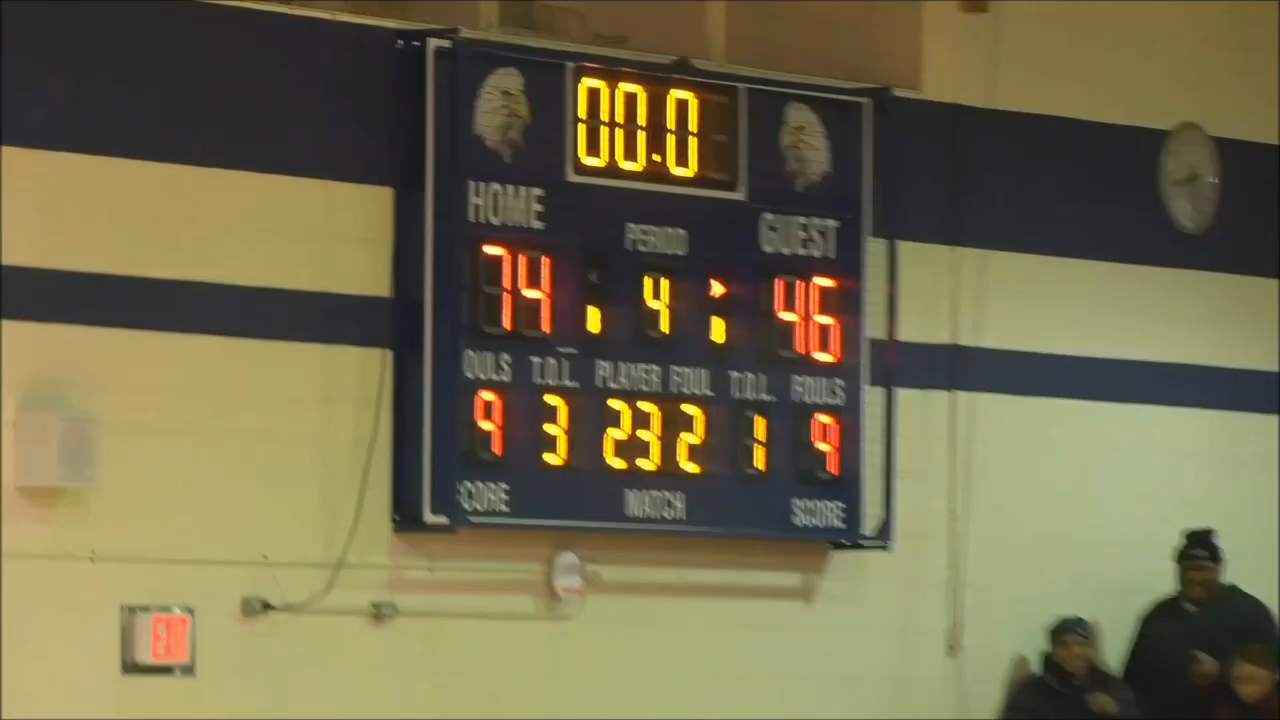 00.0
HOME PERIOD GUEST
74 B 4 B 46
OULS T.O.L. PLAYER FOUL T.O.L. FOULS
9 3 23 2 1 9
CORE MATCH SCORE